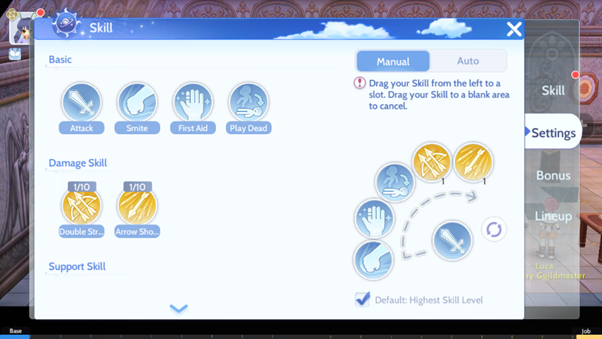 Skill
Basic
Attack
Smite
First Aid
Play Dead
Damage Skill
1/10
1/10
Double Str...
Arrow Sho...
Support Skill
Manual
Auto
Drag your Skill from the left to a
slot. Drag your Skill to a blank area
to cancel.
1
1
Default: Highest Skill Level
Skill
Settings
Bonus
Lineup
Luca
Guildmaster
Base
Job